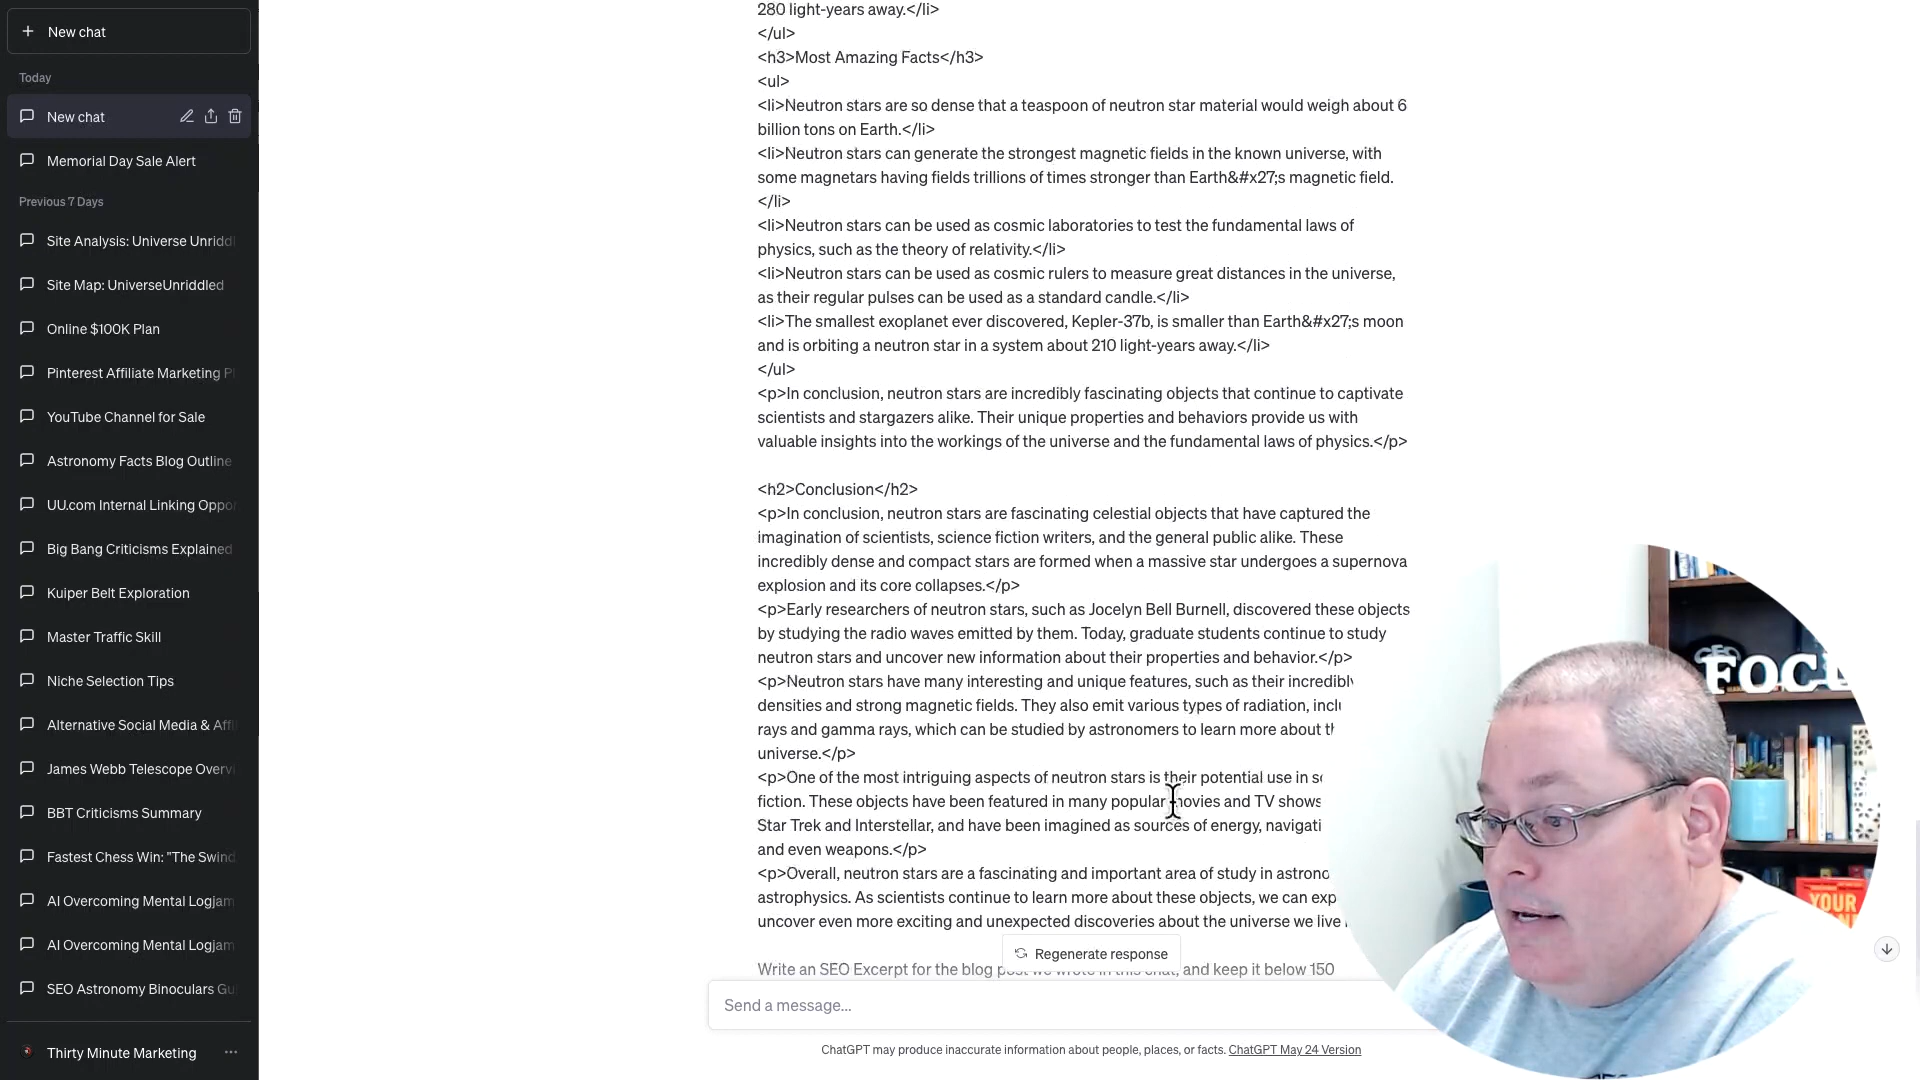 New chat
Today
New chat
Memorial Day Sale Alert
Previous 7 Days
Site Analysis: Universe Unriddl
Site Map: UniverseUnriddled
Online $100K Plan
Pinterest Affiliate Marketing P
YouTube Channel for Sale
Astronomy Facts Blog Outline
UU.com Internal Linking Oppor
Big Bang Criticisms Explained
Kuiper Belt Exploration
Master Traffic Skill
Niche Selection Tips
Alternative Social Media & Affi
James Webb Telescope Overvi
BBT Criticisms Summary
Fastest Chess Win: "The Swind
AI Overcoming Mental Logjam
AI Overcoming Mental Logjam
SEO Astronomy Binoculars Gu
Thirty Minute Marketing
280 light-years away.</li>
</ul>
<h3>Most Amazing Facts</h3>
<ul>
<li>Neutron stars are so dense that a teaspoon of neutron star material would weigh about 6
billion tons on Earth.</li>
<li>Neutron stars can generate the strongest magnetic fields in the known universe, with
some magnetars having fields trillions of times stronger than Earth&#x27;s magnetic field.
</li>
<li>Neutron stars can be used as cosmic laboratories to test the fundamental laws of
physics, such as the theory of relativity.</li>
<li>Neutron stars can be used as cosmic rulers to measure great distances in the universe,
as their regular pulses can be used as a standard candle.</li>
<li>The smallest exoplanet ever discovered, Kepler-37b, is smaller than Earth&#x27;s moon
and is orbiting a neutron star in a system about 210 light-years away.</li>
</ul>
<p>In conclusion, neutron stars are incredibly fascinating objects that continue to captivate
scientists and stargazers alike. Their unique properties and behaviors provide us with
valuable insights into the workings of the universe and the fundamental laws of physics.</p>
<h2>Conclusion</h2>
<p>In conclusion, neutron stars are fascinating celestial objects that have captured the
imagination of scientists, science fiction writers, and the general public alike. These
incredibly dense and compact stars are formed when a massive star undergoes a supernova
explosion and its core collapses.</p>
<p>Early researchers of neutron stars, such as Jocelyn Bell Burnell, discovered these objects
by studying the radio waves emitted by them. Today, graduate students continue to study
neutron stars and uncover new information about their properties and behavior.</p>
<p>Neutron stars have many interesting and unique features, such as their incredibly
densities and strong magnetic fields. They also emit various types of radiation, inclu
rays and gamma rays, which can be studied by astronomers to learn more about th
universe.</p>
<p>One of the most intriguing aspects of neutron stars is their potential use in sc
fiction. These objects have been featured in many popular movies and TV shows
Star Trek and Interstellar, and have been imagined as sources of energy, navigati
and even weapons.</p>
<p>Overall, neutron stars are a fascinating and important area of study in astrono
astrophysics. As scientists continue to learn more about these objects, we can exp
uncover even more exciting and unexpected discoveries about the universe we live
Regenerate response
Write an SEO Excerpt for the blog post we wrote in this chat, and keep it below 150
Send a message...
ChatGPT may produce inaccurate information about people, places, or facts. ChatGPT May 24 Version
CEO
FOC
YOUR